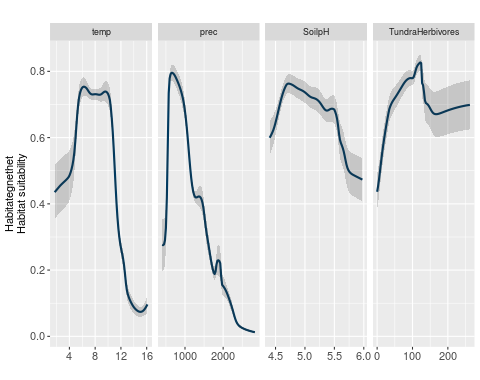 temp
prec
SoilpH
TundraHerbivores
Habitategnethet
Habitat suitability
0.8
0.6
0.4
0.2
0.0
4 8 12 16
1000 2000
4.5 5.0 5.5 6.0
0 100 200